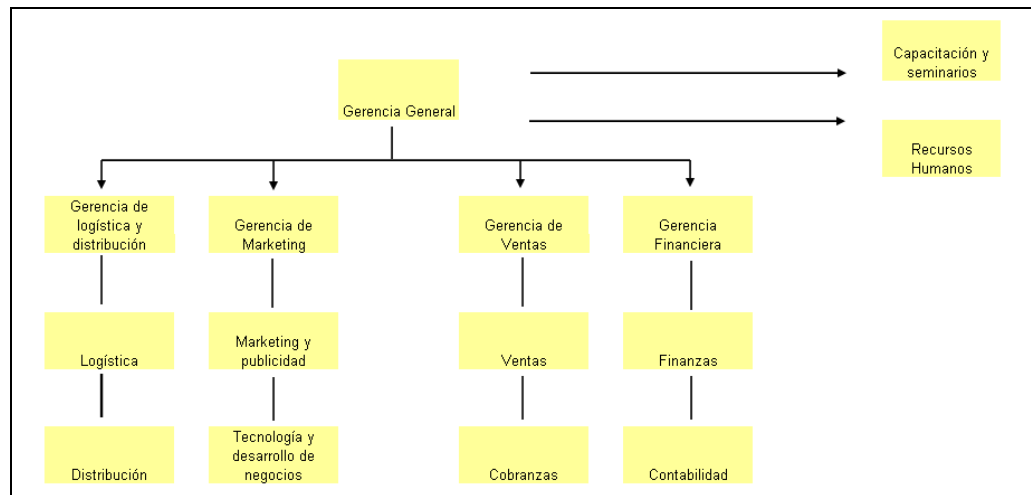 Capacitación y
seminarios
Gerencia General
Recursos
Humanos
Gerencia de
logística y
distribución
Gerencia de
Marketing
Gerencia de
Ventas
Gerencia
Financiera
Logística
Marketing y
publicidad
Ventas
Finanzas
Distribución
Tecnología y
desarrollo de
negocios
Cobranzas
Contabilidad